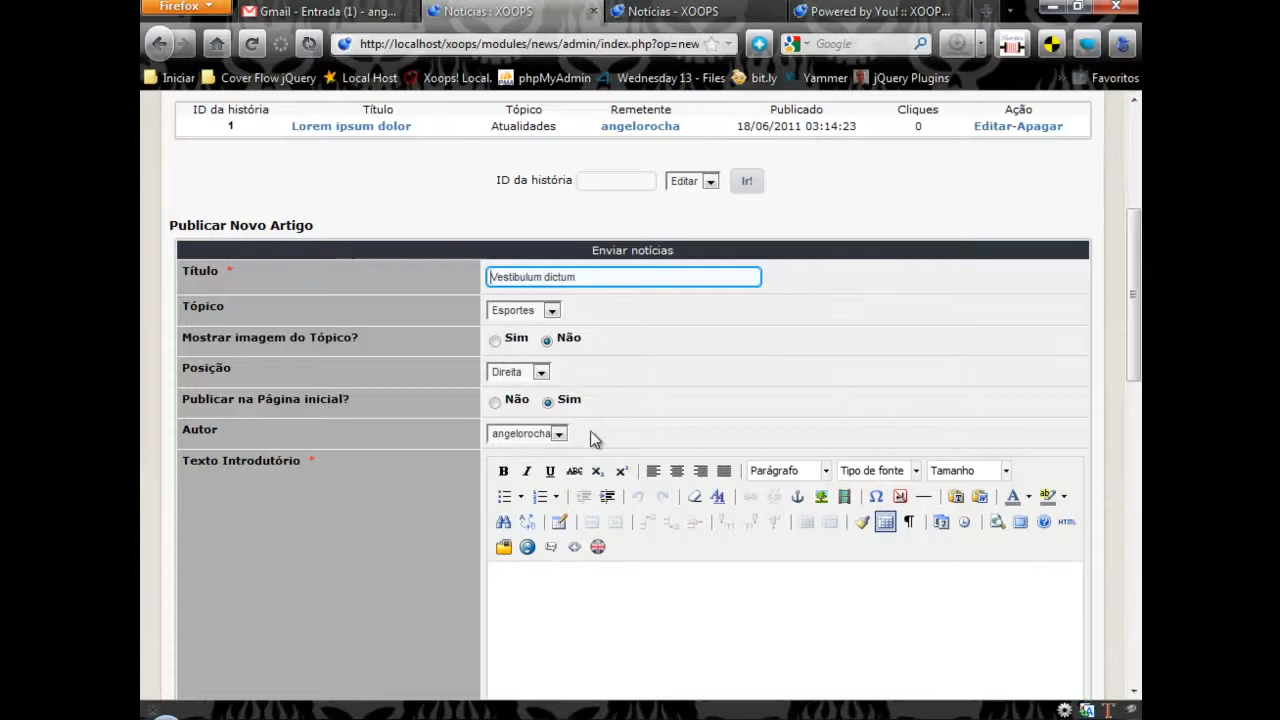 Firefox
Gmail - Entrada (1) - ang... Notícias : XOOPS Notícias - XOOPS Powered by You! :: XOOP...
http://localhost/xoops/modules/news/admin/index.php?op=new Google
Iniciar Cover Flow jQuery Local Host Xoops! Local. phpMyAdmin Wednesday 13 - Files bit.ly Yammer jQuery Plugins Favoritos
ID da história Título Tópico Remetente Publicado Cliques Ação
1 Lorem ipsum dolor Atualidades angelorocha 18/06/2011 03:14:23 0 Editar-Apagar
ID da história Editar Ir!
Publicar Novo Artigo
Enviar notícias
Título * Vestibulum dictum
Tópico Esportes
Mostrar imagem do Tópico? Sim Não
Posição Direita
Publicar na Página inicial? Não Sim
Autor angelorocha
Texto Introdutório * B I U ABC Parágrafo Tipo de fonte Tamanho
HTML